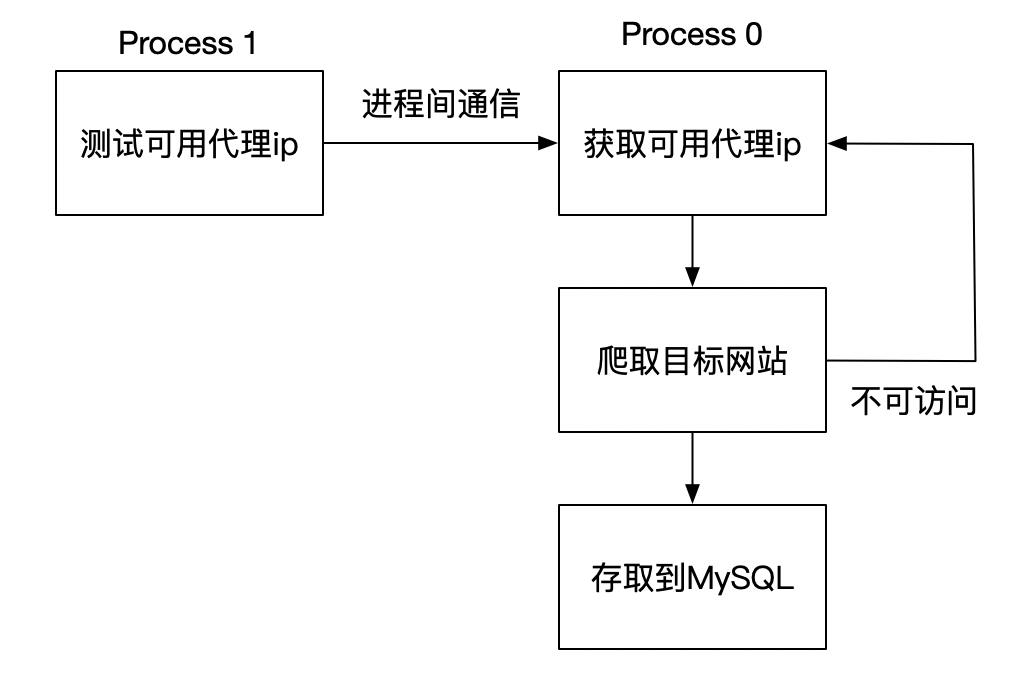 Process 1
Process 0
进程间通信
测试可用代理ip
获取可用代理ip
爬取目标网站
不可访问
存取到MySQL